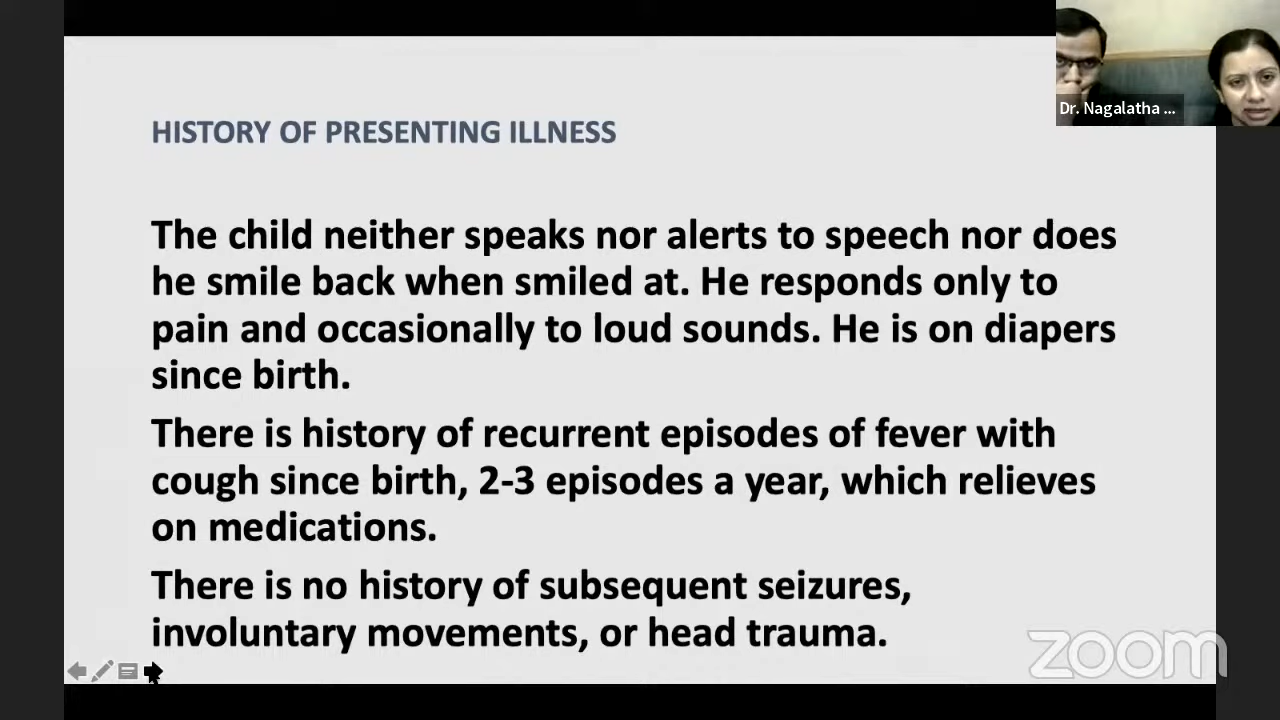 Dr. Nagalatha ...
HISTORY OF PRESENTING ILLNESS
The child neither speaks nor alerts to speech nor does
he smile back when smiled at. He responds only to
pain and occasionally to loud sounds. He is on diapers
since birth.
There is history of recurrent episodes of fever with
cough since birth, 2-3 episodes a year, which relieves
on medications.
There is no history of subsequent seizures,
involuntary movements, or head trauma.
zoom